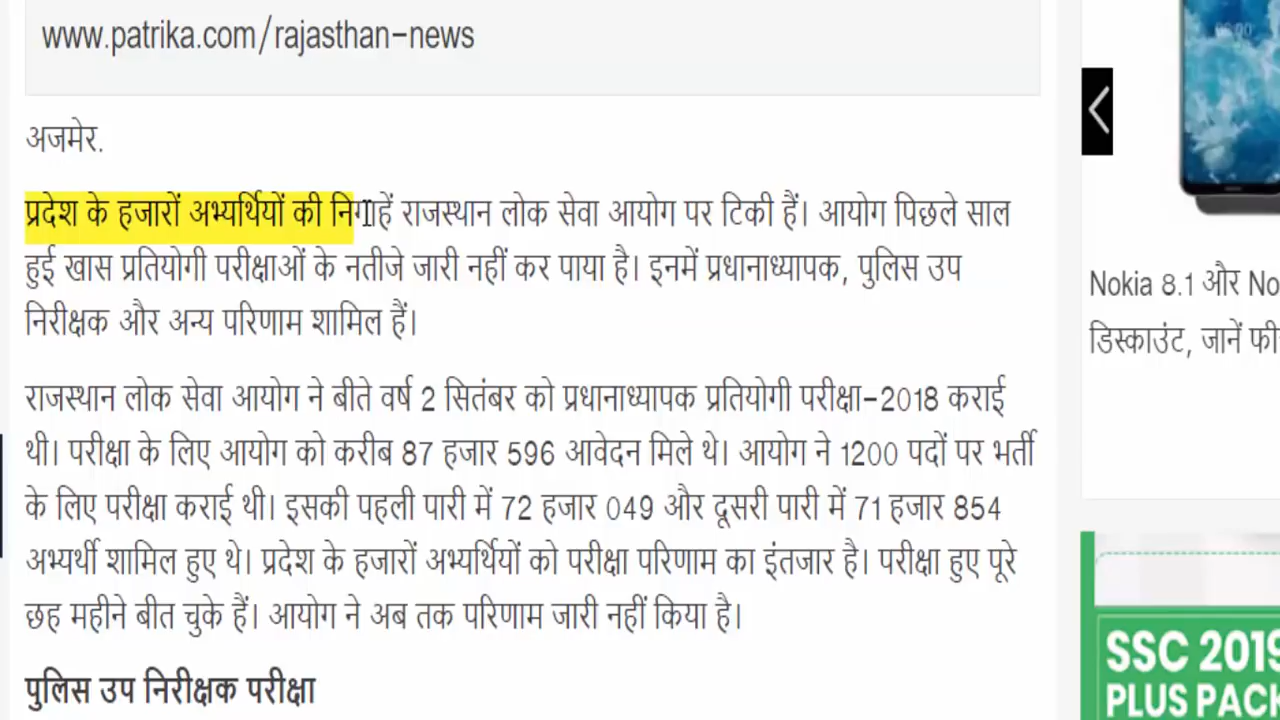 www.patrika.com/rajasthan-news
अजमेर.
प्रदेश के हजारों अभ्यर्थियों की निगाहें राजस्थान लोक सेवा आयोग पर टिकी हैं। आयोग पिछले साल
हुई खास प्रतियोगी परीक्षाओं के नतीजे जारी नहीं कर पाया है। इनमें प्रधानाध्यापक, पुलिस उप
निरीक्षक और अन्य परिणाम शामिल हैं।
राजस्थान लोक सेवा आयोग ने बीते वर्ष 2 सितंबर को प्रधानाध्यापक प्रतियोगी परीक्षा-2018 कराई
थी। परीक्षा के लिए आयोग को करीब 87 हजार 596 आवेदन मिले थे। आयोग ने 1200 पदों पर भर्ती
के लिए परीक्षा कराई थी। इसकी पहली पारी में 72 हजार 049 और दूसरी पारी में 71 हजार 854
अभ्यर्थी शामिल हुए थे। प्रदेश के हजारों अभ्यर्थियों को परीक्षा परिणाम का इंतजार है। परीक्षा हुए पूरे
छह महीने बीत चुके हैं। आयोग ने अब तक परिणाम जारी नहीं किया है।
पुलिस उप निरीक्षक परीक्षा
Nokia 8.1 और No
डिस्काउंट, जानें फी
SSC 2019
PLUS PACK